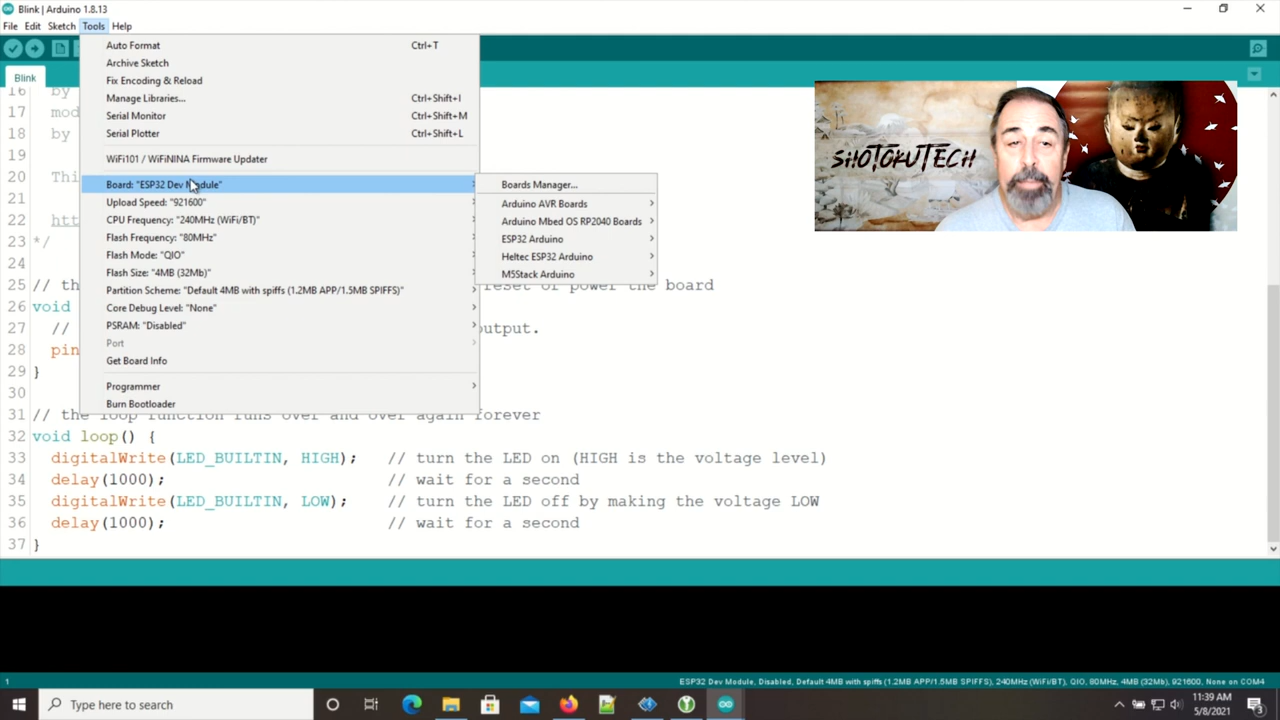 Blink | Arduino 1.8.13
File Edit Sketch Tools Help
Blink
Auto Format Ctrl+T
Archive Sketch
Fix Encoding & Reload
Manage Libraries... Ctrl+Shift+I
Serial Monitor Ctrl+Shift+M
Serial Plotter Ctrl+Shift+L
WiFi101 / WiFiNINA Firmware Updater
Board: "ESP32 Dev Module"
Upload Speed: "921600"
CPU Frequency: "240MHz (WiFi/BT)"
Flash Frequency: "80MHz"
Flash Mode: "QIO"
Flash Size: "4MB (32Mb)"
Partition Scheme: "Default 4MB with spiffs (1.2MB APP/1.5MB SPIFFS)"
Core Debug Level: "None"
PSRAM: "Disabled"
Port
Get Board Info
Programmer
Burn Bootloader
Boards Manager...
Arduino AVR Boards
Arduino Mbed OS RP2040 Boards
ESP32 Arduino
Heltec ESP32 Arduino
M5Stack Arduino
SHOTOKUTECH
16 by
17 mod
18 by
19
20 Thi
21
22 htt
23 */
24
25 // th reset or power the board
26 void
27 // output.
28 pin
29 }
30
31 // the loop function runs over and over again forever
32 void loop() {
33 digitalWrite(LED_BUILTIN, HIGH); // turn the LED on (HIGH is the voltage level)
34 delay(1000); // wait for a second
35 digitalWrite(LED_BUILTIN, LOW); // turn the LED off by making the voltage LOW
36 delay(1000); // wait for a second
37 }
1 ESP32 Dev Module, Disabled, Default 4MB with spiffs (1.2MB APP/1.5MB SPIFFS), 240MHz (WiFi/BT), QIO, 80MHz, 4MB (32Mb), 921600, None on COM4
Type here to search
11:39 AM
5/8/2021
3